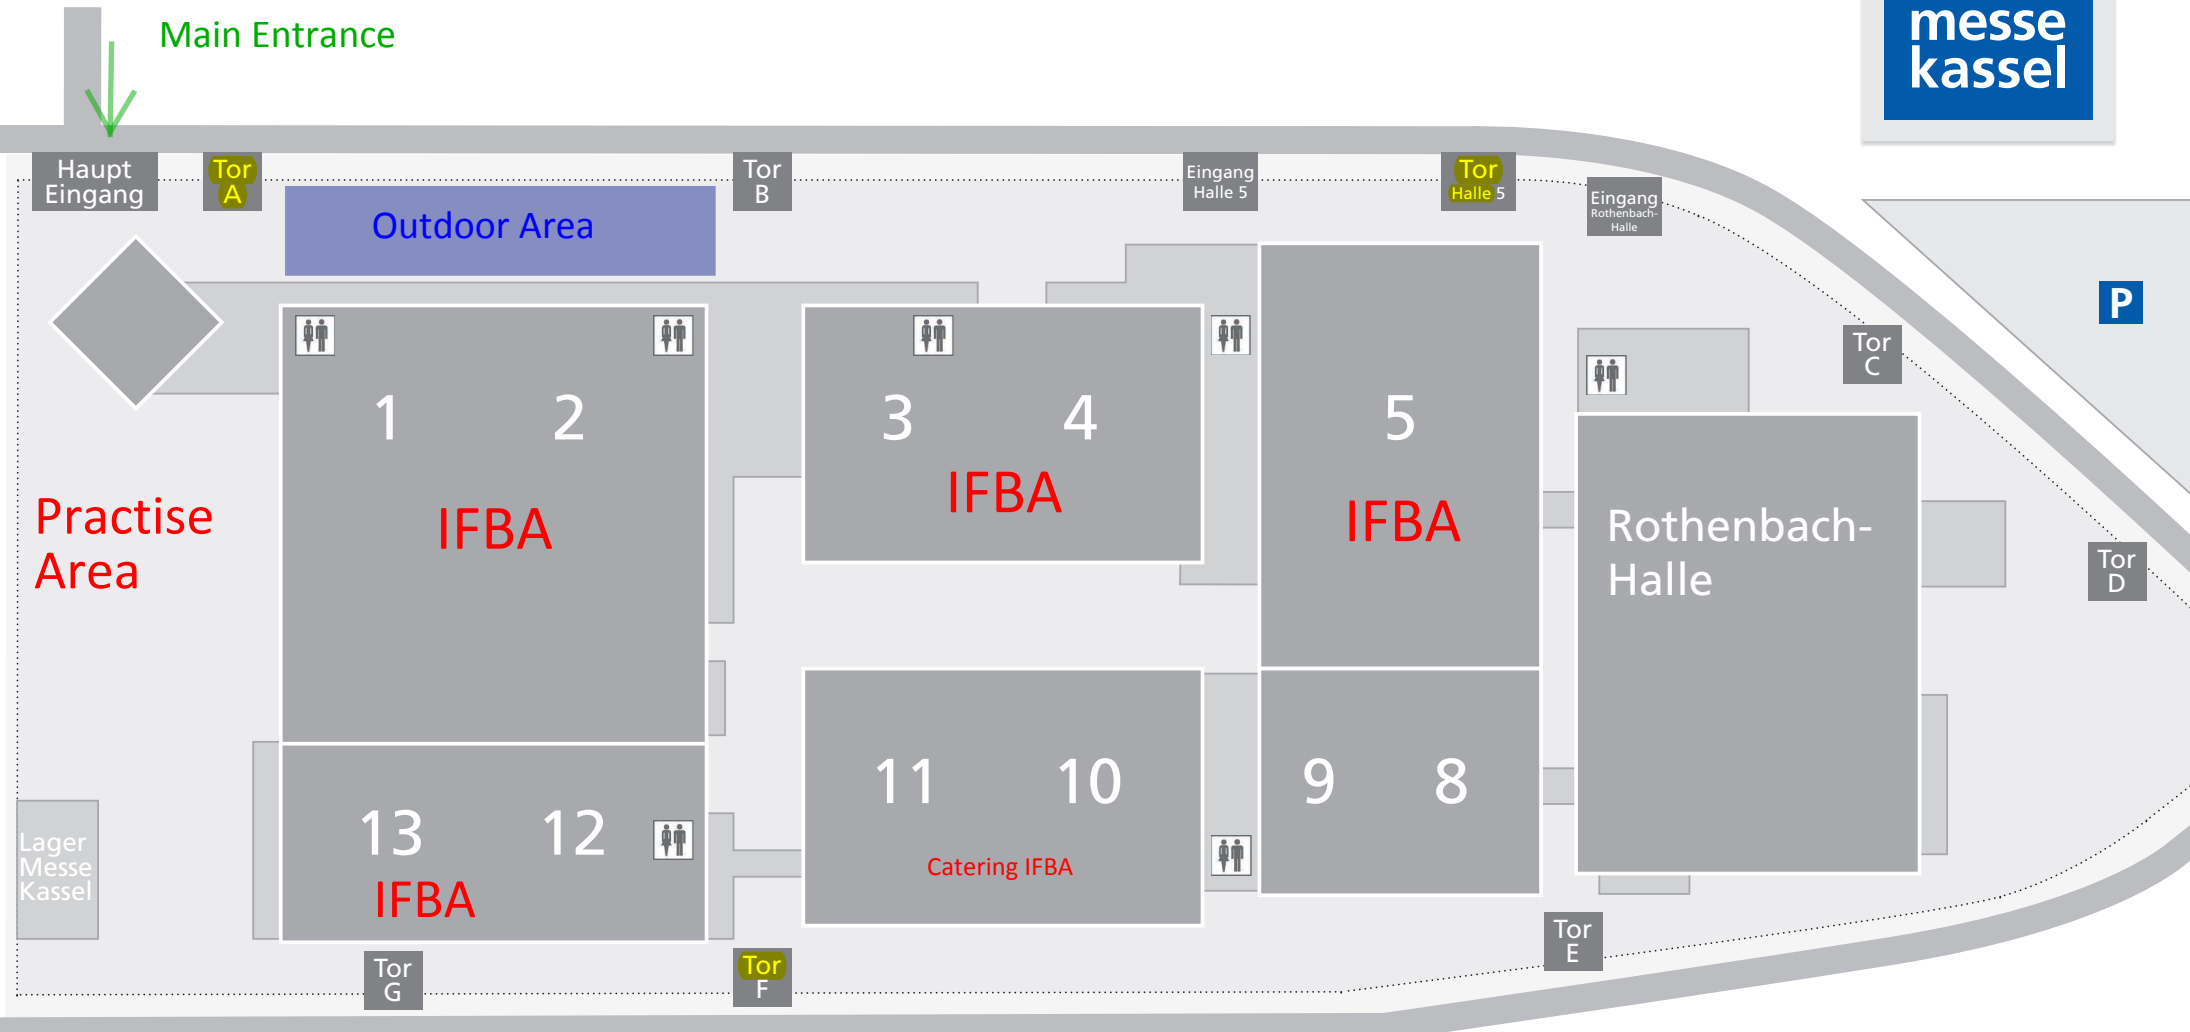 Main Entrance
messe
kassel
Haupt
Eingang
Tor
A
Tor
B
Eingang
Halle 5
Tor
Halle 5
Eingang
Rothenbach-
Halle
Outdoor Area
P
Tor
C
1 2
3 4
5
IFBA
IFBA
IFBA
Practise
Area
Rothenbach-
Halle
Tor
D
11 10
9 8
13 12
Lager
Messe
Kassel
Catering IFBA
IFBA
Tor
E
Tor
G
Tor
F